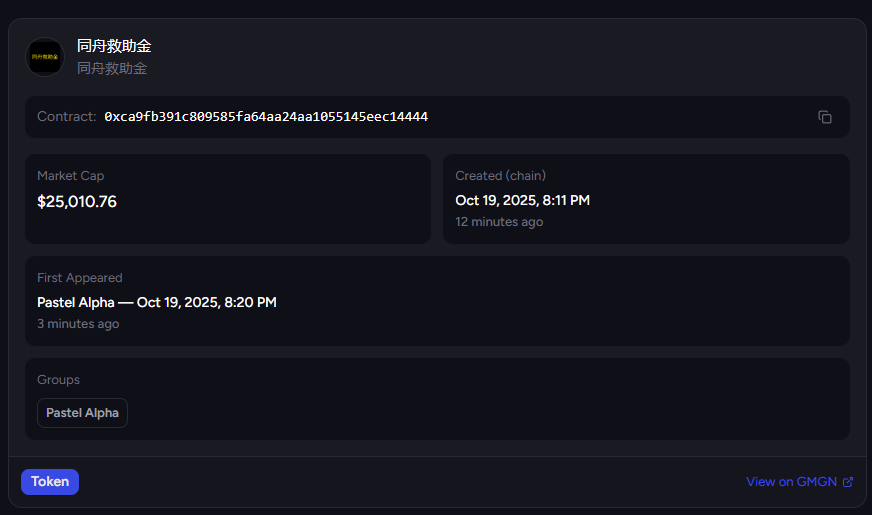 同舟救助金
同舟救助金
同舟救助金
Contract: 0xca9fb391c809585fa64aa24aa1055145eec14444
Market Cap
$25,010.76
Created (chain)
Oct 19, 2025, 8:11 PM
12 minutes ago
First Appeared
Pastel Alpha — Oct 19, 2025, 8:20 PM
3 minutes ago
Groups
Pastel Alpha
Token
View on GMGN